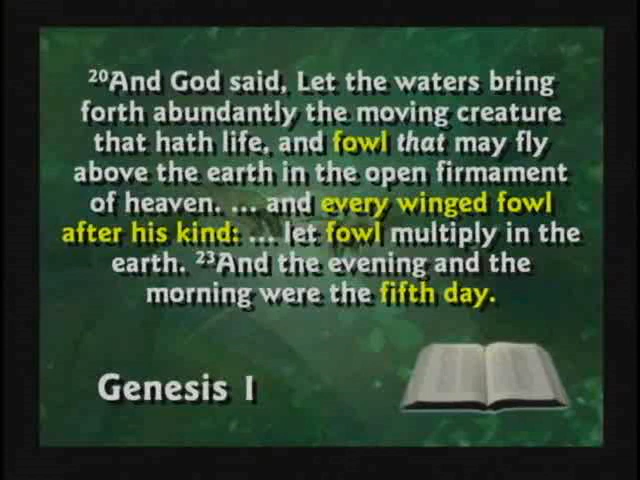 ²⁰And God said, Let the waters bring
forth abundantly the moving creature
that hath life, and fowl that may fly
above the earth in the open firmament
of heaven. ... and every winged fowl
after his kind: ... let fowl multiply in the
earth. ²³And the evening and the
morning were the fifth day.
Genesis 1